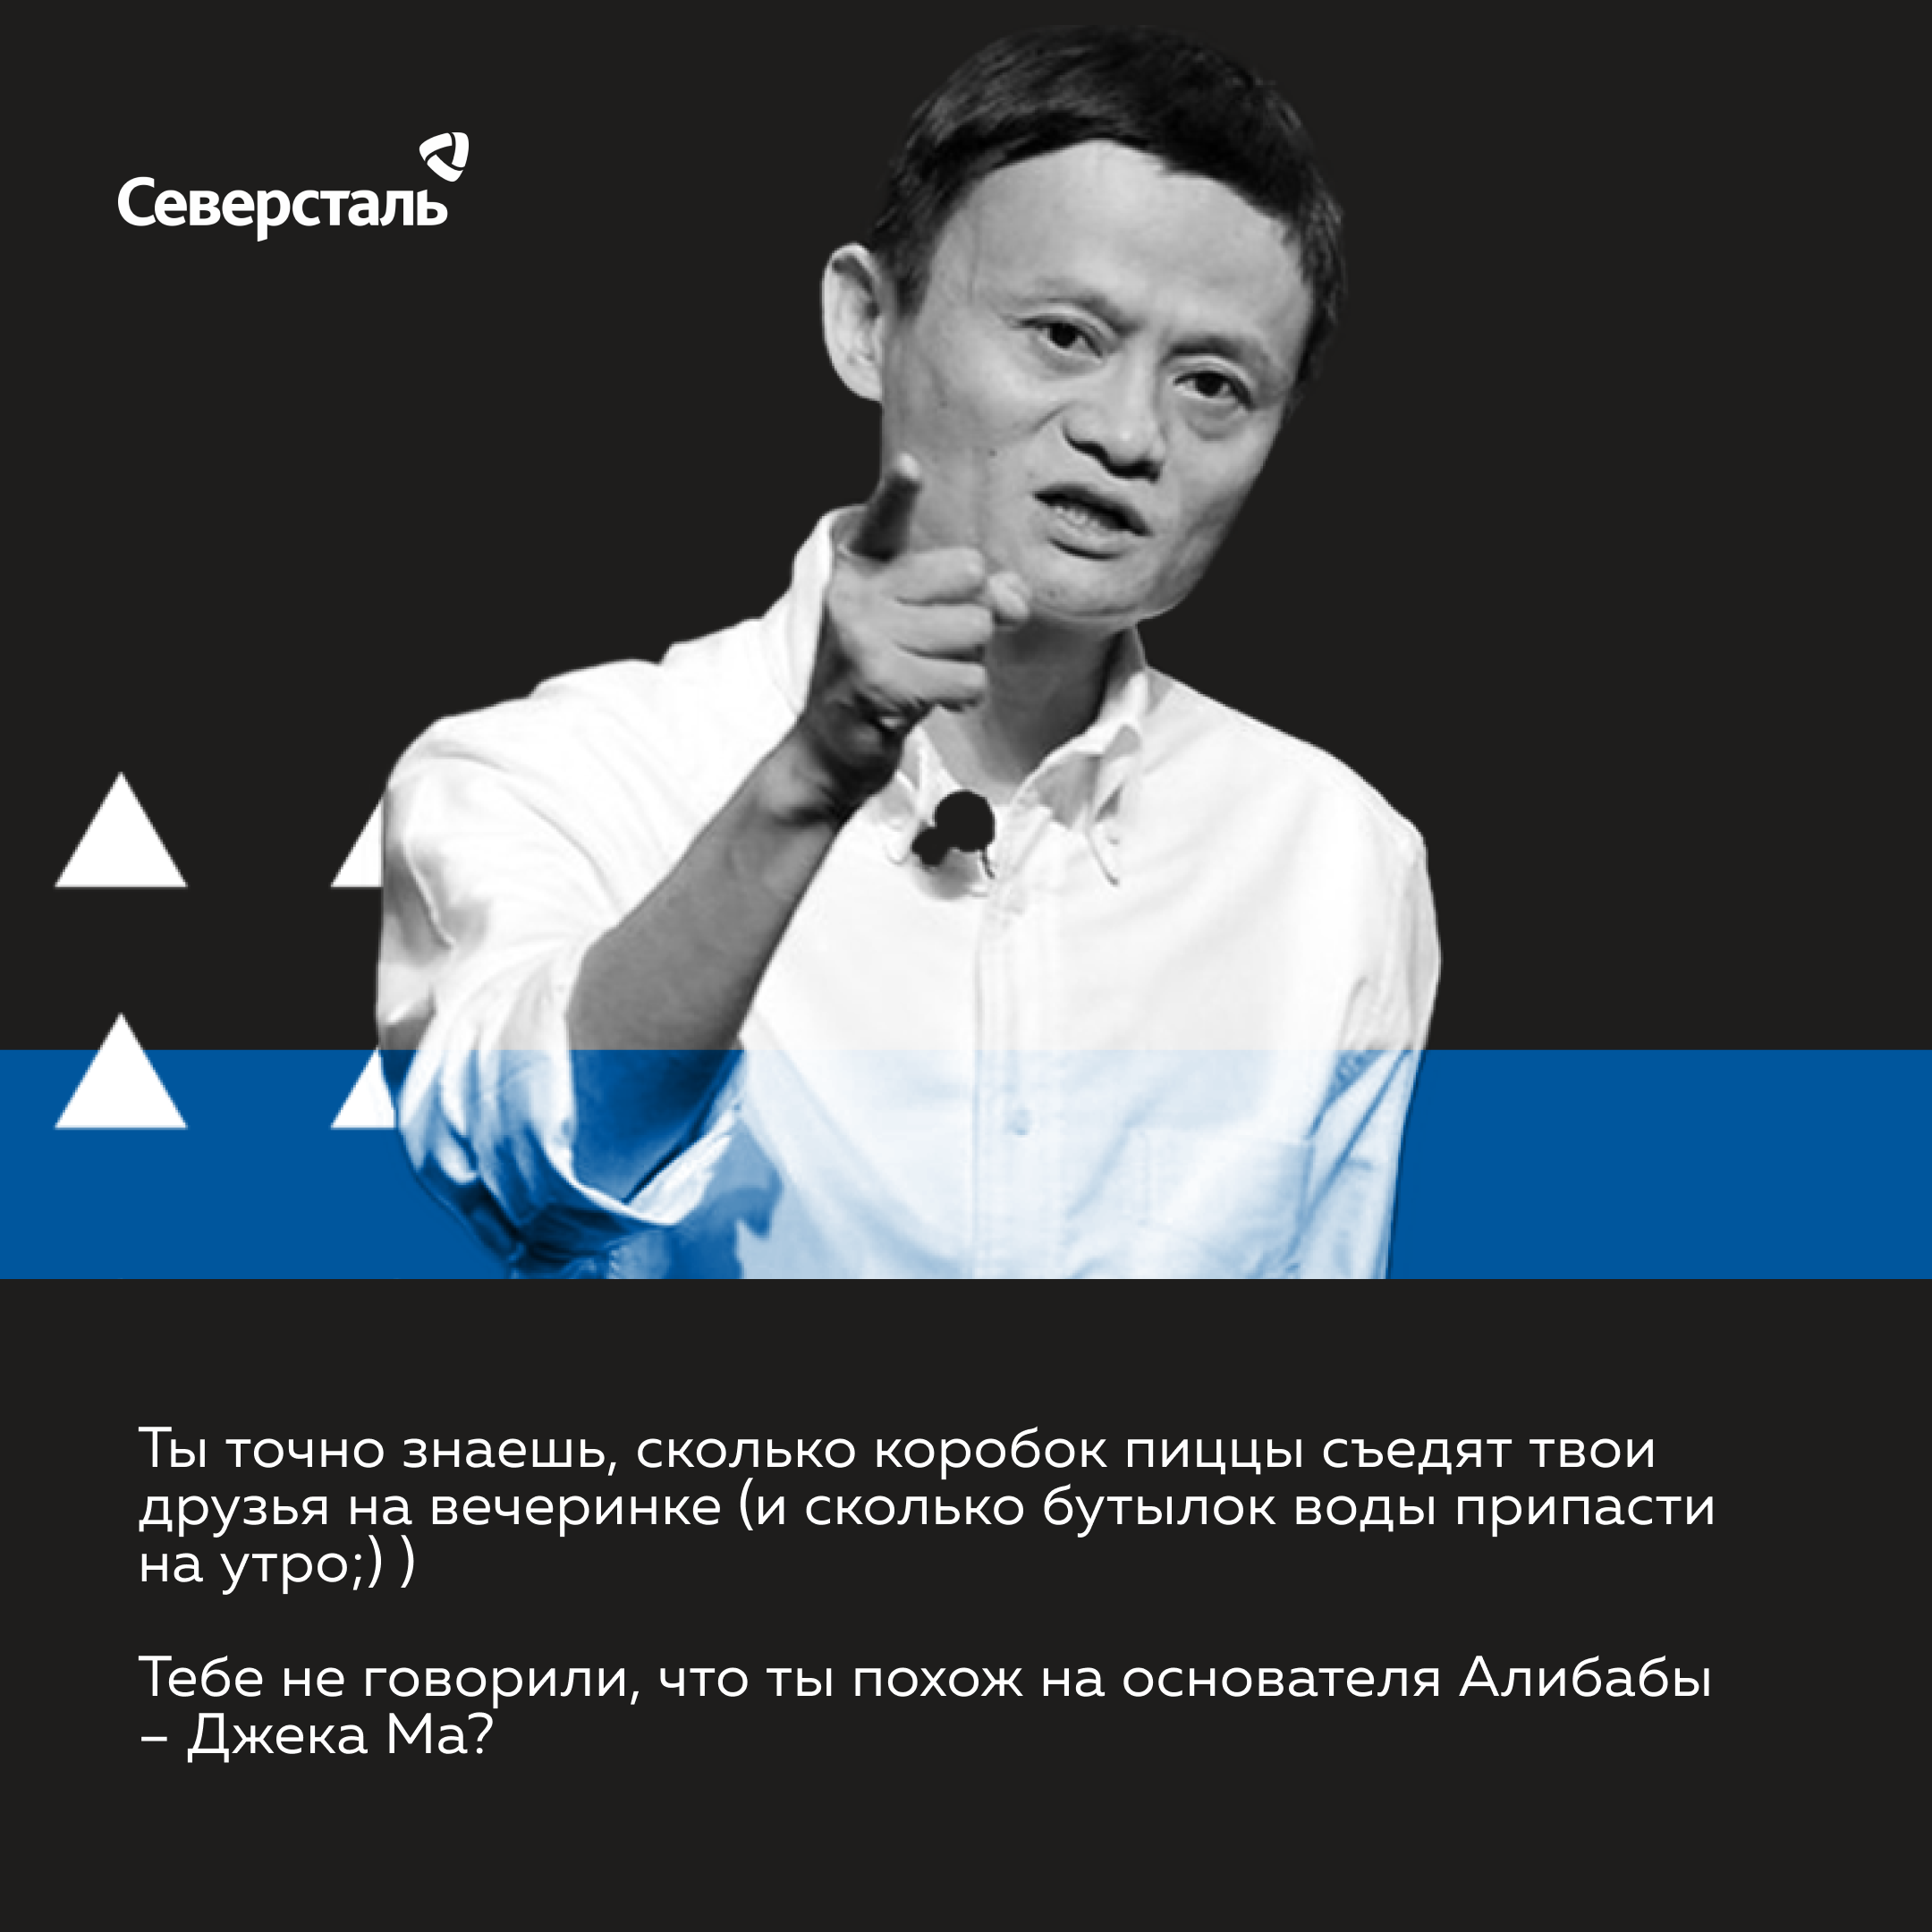 Северсталь
Ты точно знаешь, сколько коробок пиццы съедят твои
друзья на вечеринке (и сколько бутылок воды припасти
на утро;) )
Тебе не говорили, что ты похож на основателя Алибабы
– Джека Ма?